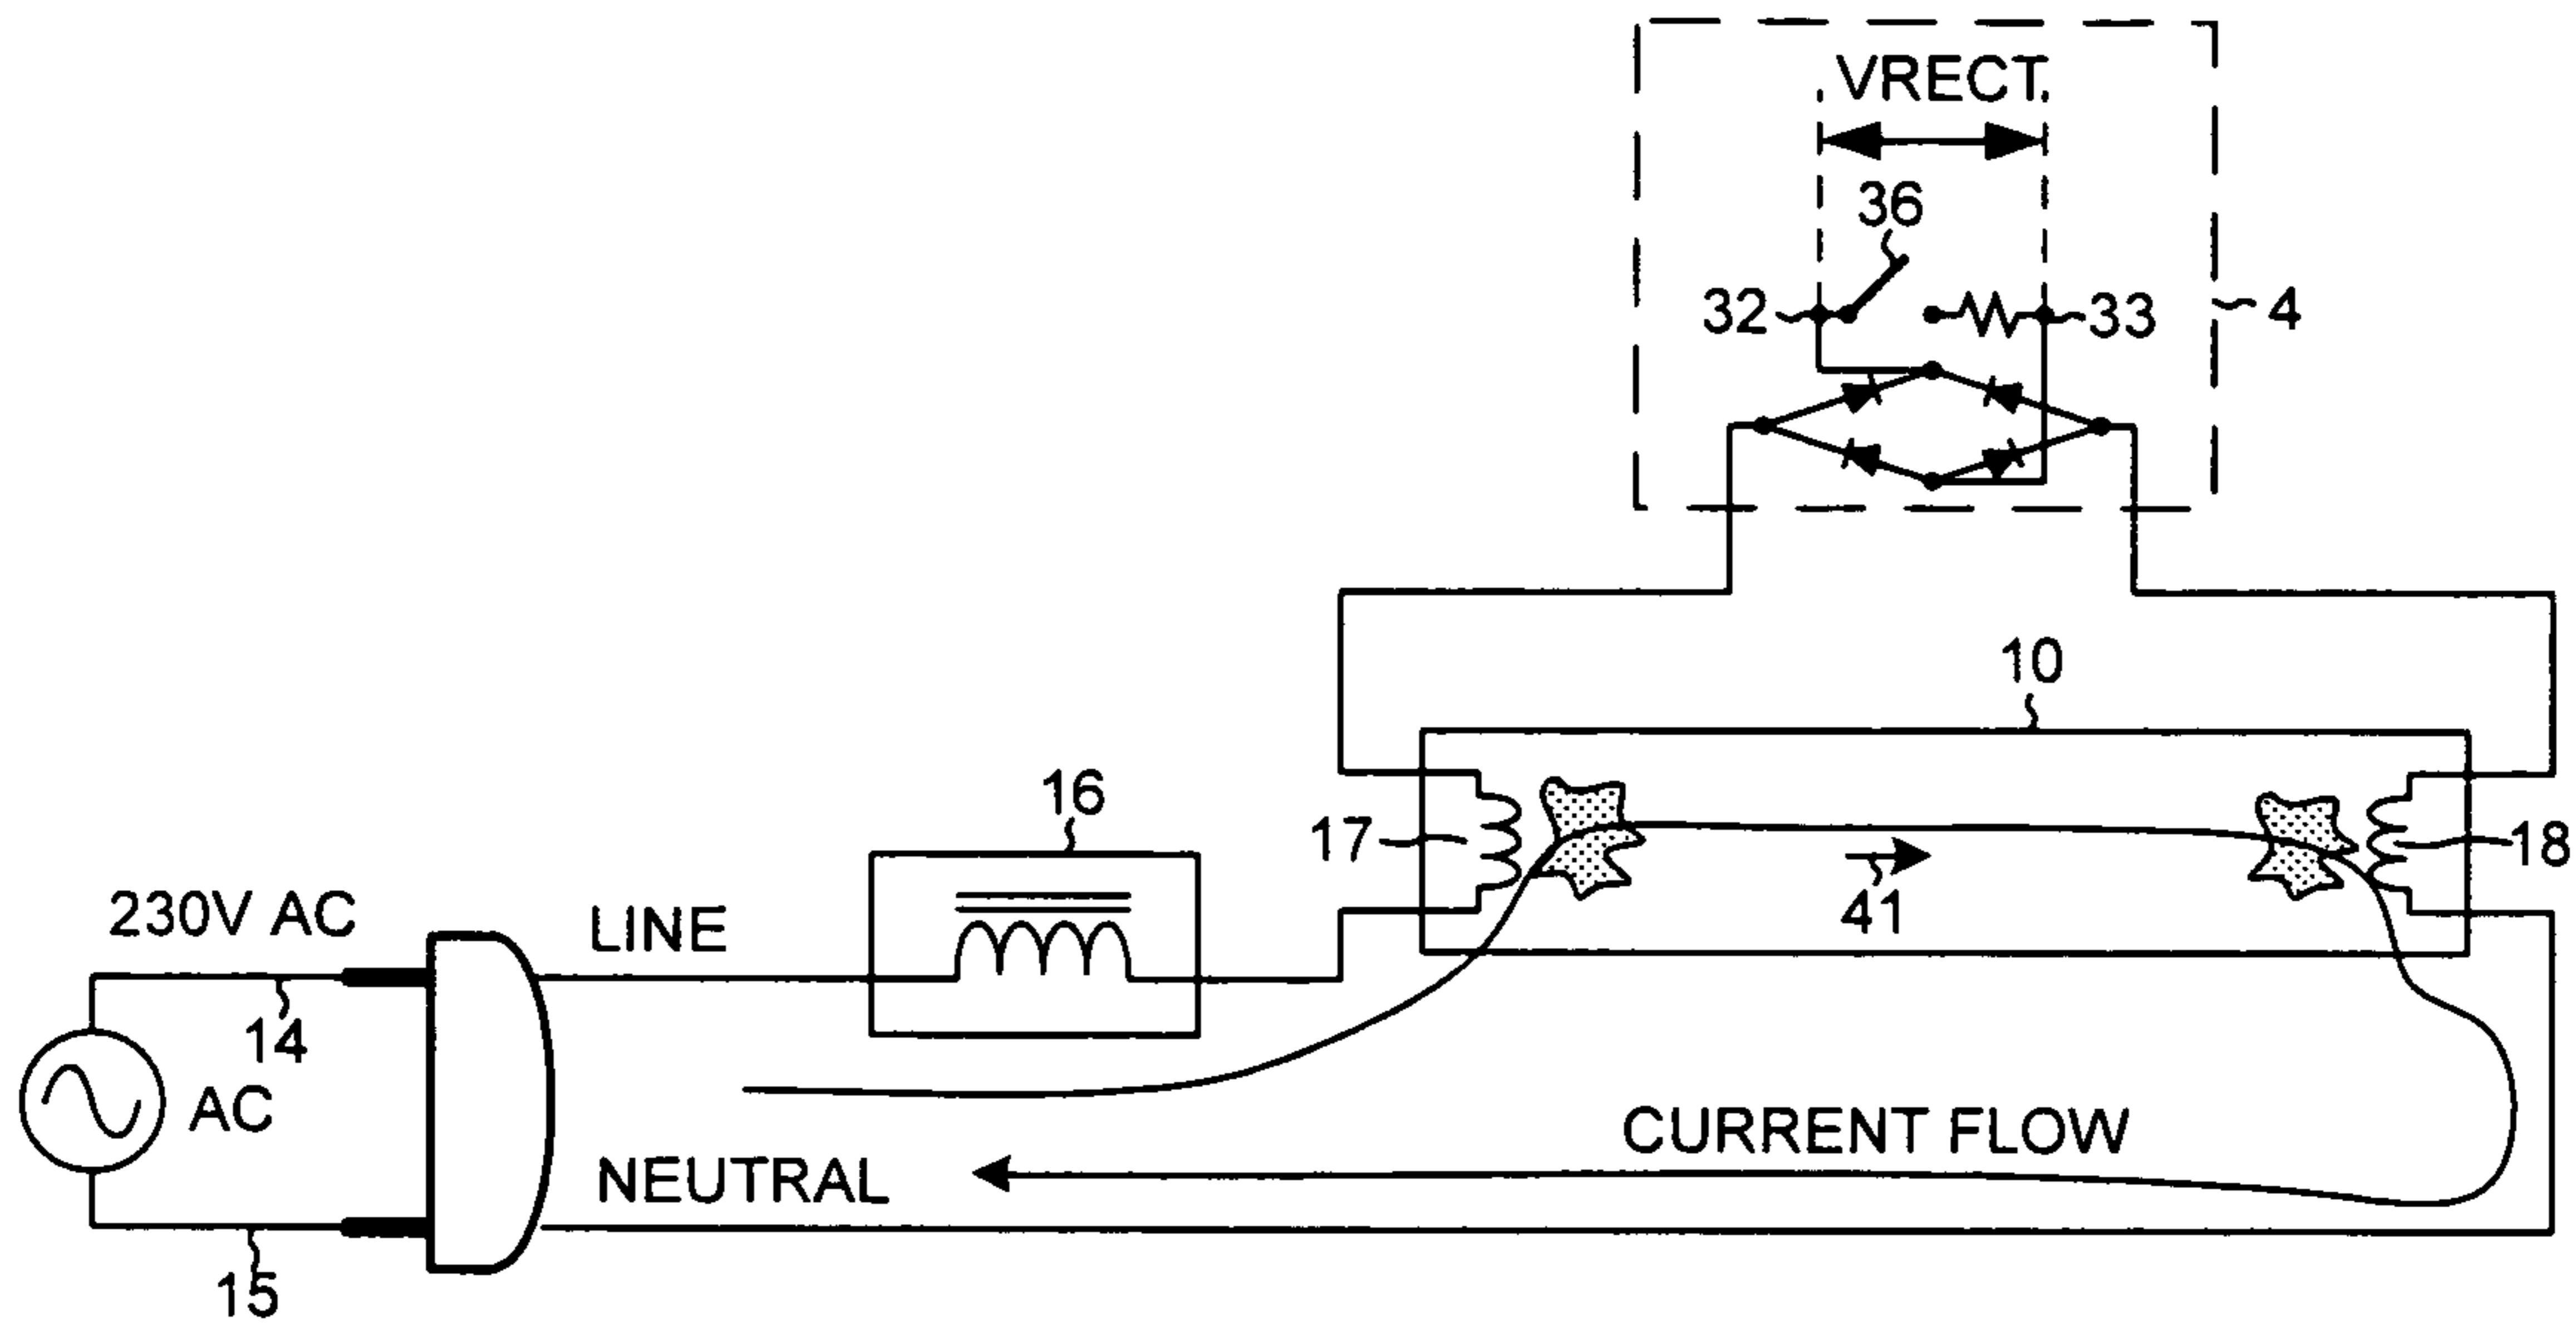 VRECT
36
32
33
4
10
16
17
18
41
230V AC
LINE
14
AC
CURRENT FLOW
NEUTRAL
15